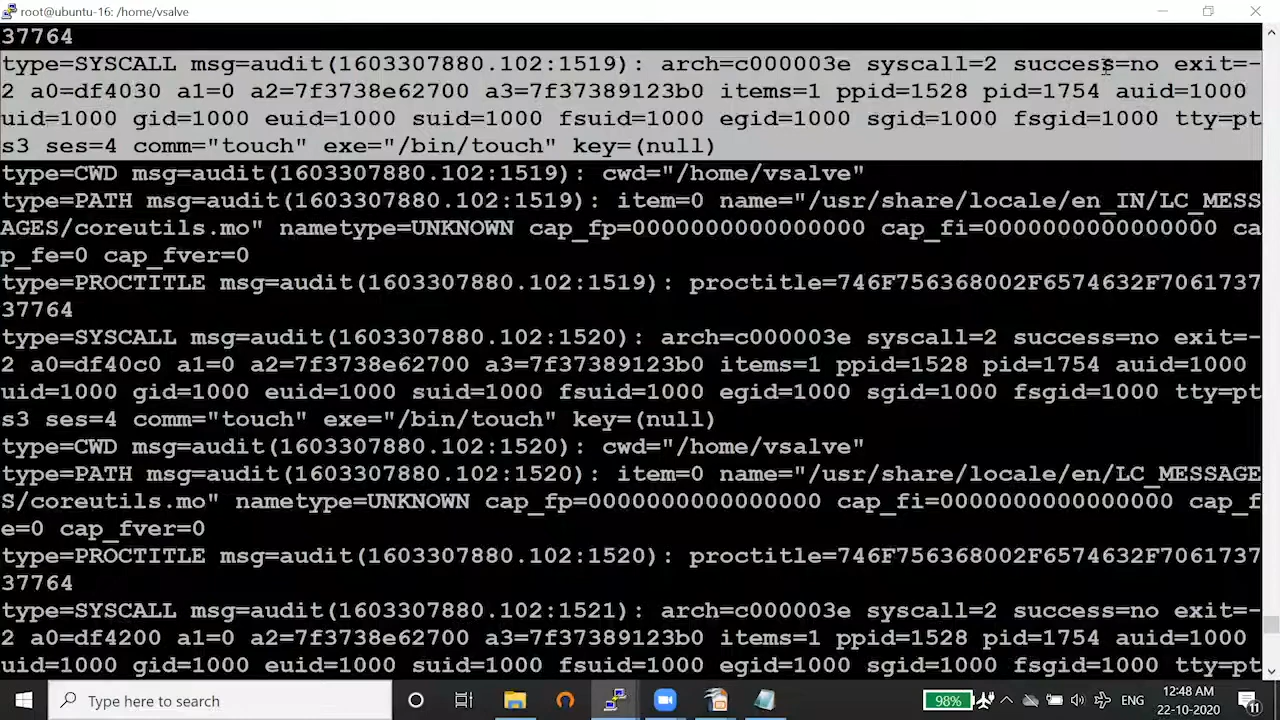 root@ubuntu-16: /home/vsalve
37764
type=SYSCALL msg=audit(1603307880.102:1519): arch=c000003e syscall=2 success=no exit=-
2 a0=df4030 a1=0 a2=7f3738e62700 a3=7f37389123b0 items=1 ppid=1528 pid=1754 auid=1000
uid=1000 gid=1000 euid=1000 suid=1000 fsuid=1000 egid=1000 sgid=1000 fsgid=1000 tty=pt
s3 ses=4 comm="touch" exe="/bin/touch" key=(null)
type=CWD msg=audit(1603307880.102:1519): cwd="/home/vsalve"
type=PATH msg=audit(1603307880.102:1519): item=0 name="/usr/share/locale/en_IN/LC_MESS
AGES/coreutils.mo" nametype=UNKNOWN cap_fp=0000000000000000 cap_fi=0000000000000000 ca
p_fe=0 cap_fver=0
type=PROCTITLE msg=audit(1603307880.102:1519): proctitle=746F756368002F6574632F7061737
37764
type=SYSCALL msg=audit(1603307880.102:1520): arch=c000003e syscall=2 success=no exit=-
2 a0=df40c0 a1=0 a2=7f3738e62700 a3=7f37389123b0 items=1 ppid=1528 pid=1754 auid=1000
uid=1000 gid=1000 euid=1000 suid=1000 fsuid=1000 egid=1000 sgid=1000 fsgid=1000 tty=pt
s3 ses=4 comm="touch" exe="/bin/touch" key=(null)
type=CWD msg=audit(1603307880.102:1520): cwd="/home/vsalve"
type=PATH msg=audit(1603307880.102:1520): item=0 name="/usr/share/locale/en/LC_MESSAGE
S/coreutils.mo" nametype=UNKNOWN cap_fp=0000000000000000 cap_fi=0000000000000000 cap_f
e=0 cap_fver=0
type=PROCTITLE msg=audit(1603307880.102:1520): proctitle=746F756368002F6574632F7061737
37764
type=SYSCALL msg=audit(1603307880.102:1521): arch=c000003e syscall=2 success=no exit=-
2 a0=df4200 a1=0 a2=7f3738e62700 a3=7f37389123b0 items=1 ppid=1528 pid=1754 auid=1000
uid=1000 gid=1000 euid=1000 suid=1000 fsuid=1000 egid=1000 sgid=1000 fsgid=1000 tty=pt
Type here to search
98%
ENG
12:48 AM
22-10-2020
11